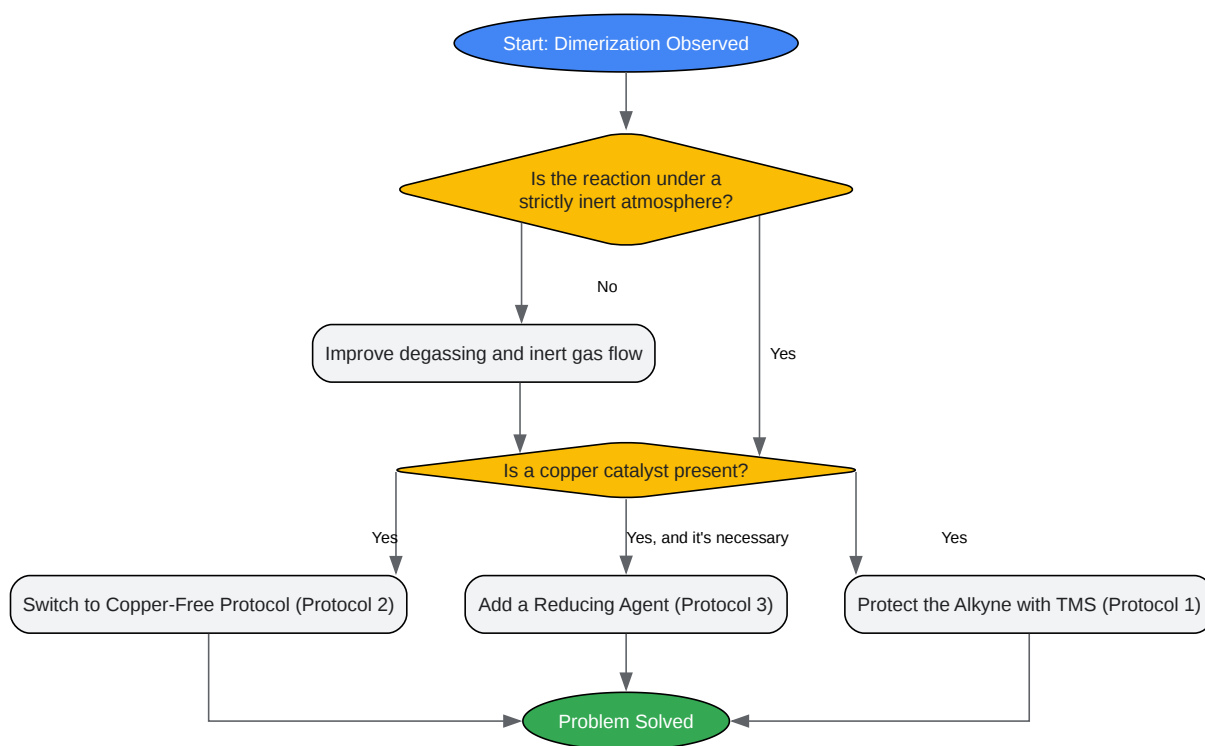 Start: Dimerization Observed
Is the reaction under a
strictly inert atmosphere?
No
Improve degassing and inert gas flow
Yes
Is a copper catalyst present?
Yes
Yes, and it's necessary
Yes
Switch to Copper-Free Protocol (Protocol 2)
Add a Reducing Agent (Protocol 3)
Protect the Alkyne with TMS (Protocol 1)
Problem Solved